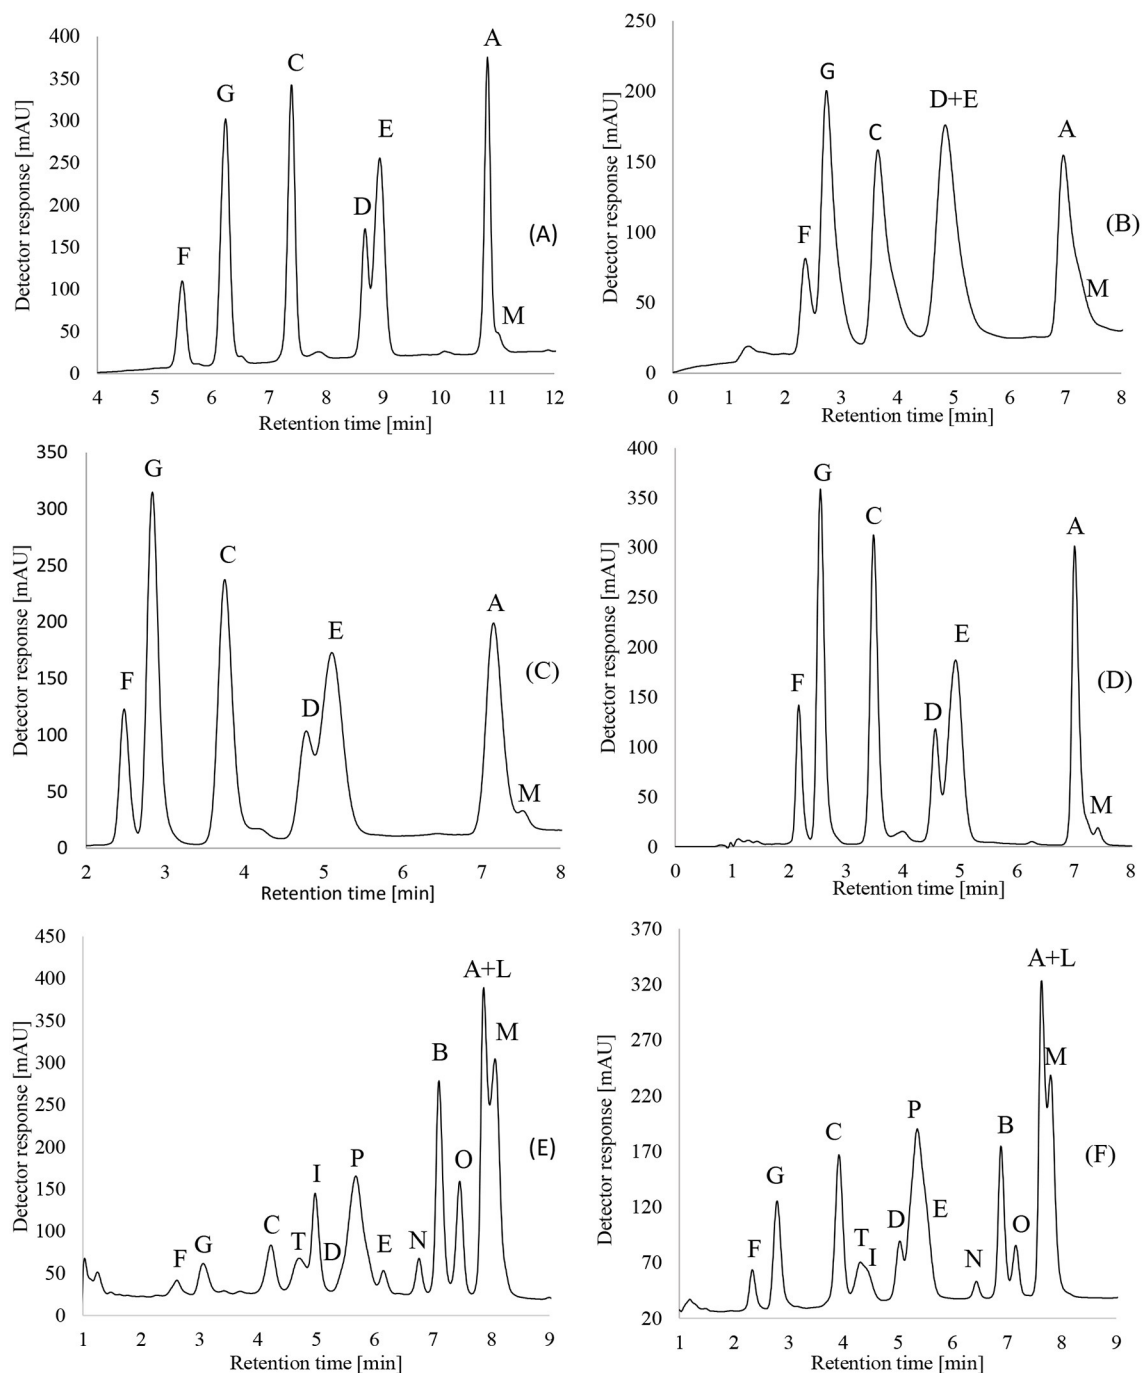 400
350
300
250
200
150
100
50
0
Detector response [mAU]
F
G
C
D
E
A
M
(A)
4 5 6 7 8 9 10 11 12
Retention time [min]
250
200
150
100
50
0
Detector response [mAU]
F
G
C
D+E
A
M
(B)
0 1 2 3 4 5 6 7 8
Retention time [min]
350
300
250
200
150
100
50
0
Detector response [mAU]
F
G
C
D
E
A
M
(C)
2 3 4 5 6 7 8
Retention time [min]
400
350
300
250
200
150
100
50
0
Detector response [mAU]
F
G
C
D
E
A
M
(D)
0 1 2 3 4 5 6 7 8
Retention time [min]
450
400
350
300
250
200
150
100
50
0
Detector response [mAU]
F
G
C
T
I
D
P
E
N
B
O
A+L
M
(E)
1 2 3 4 5 6 7 8 9
Retention time [min]
370
320
270
220
170
120
70
20
Detector response [mAU]
F
G
C
T
I
D
P
E
N
B
O
A+L
M
(F)
1 2 3 4 5 6 7 8 9
Retention time [min]